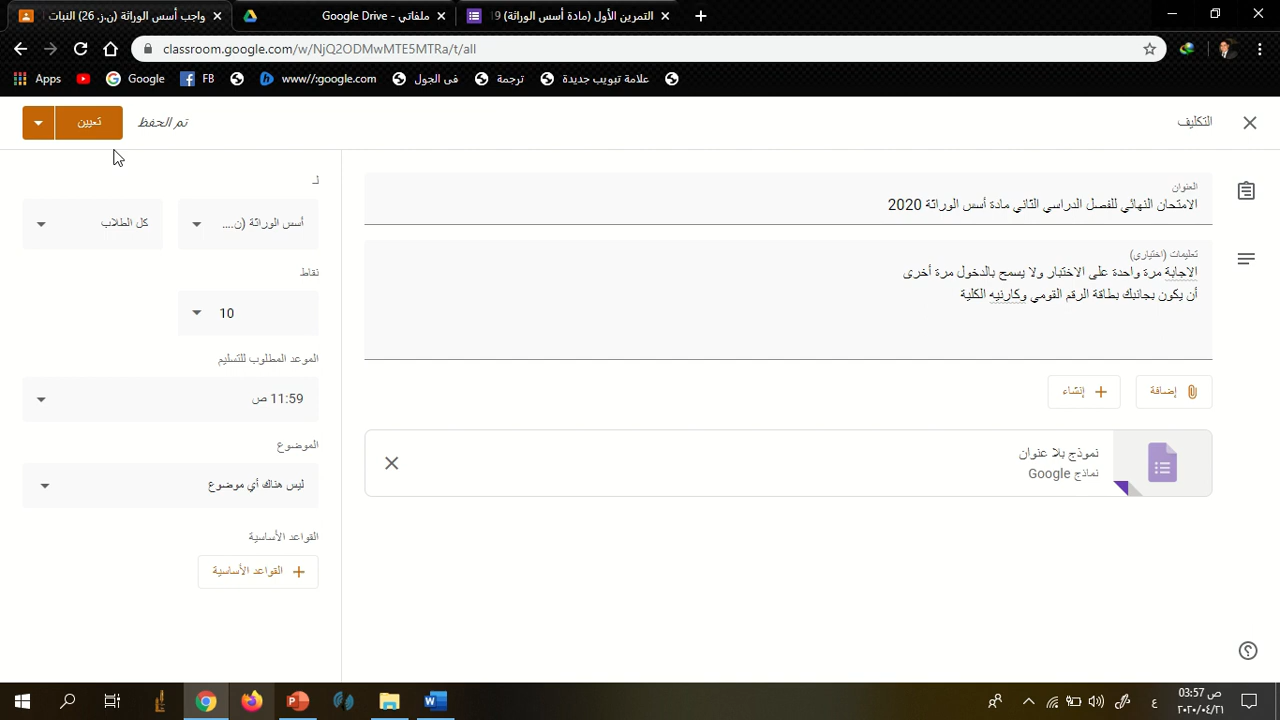 واجب أسس الوراثة (ن.ز. 26) النبات
ملفاتي - Google Drive
التمرين الأول (مادة أسس الوراثة) 19
classroom.google.com/w/NjQ2ODMwMTE5MTRa/t/all
Apps
Google
FB
www//:google.com
فى الجول
ترجمة
علامة تبويب جديدة
التكليف
تم الحفظ
تعيين
العنوان
الامتحان النهائي للفصل الدراسي الثاني مادة أسس الوراثة 2020
تعليمات (اختياري)
الاجابة مرة واحدة على الاختبار ولا يسمح بالدخول مرة أخرى
أن يكون بجانبك بطاقة الرقم القومي وكارنيه الكلية
إضافة
إنشاء
نموذج بلا عنوان
نماذج Google
لـ
أسس الوراثة (ن....
كل الطلاب
نقاط
10
الموعد المطلوب للتسليم
11:59 ص
الموضوع
ليس هناك أي موضوع
القواعد الأساسية
القواعد الأساسية
ع
03:57 ص
٢٠٢٠/٠٤/٢١